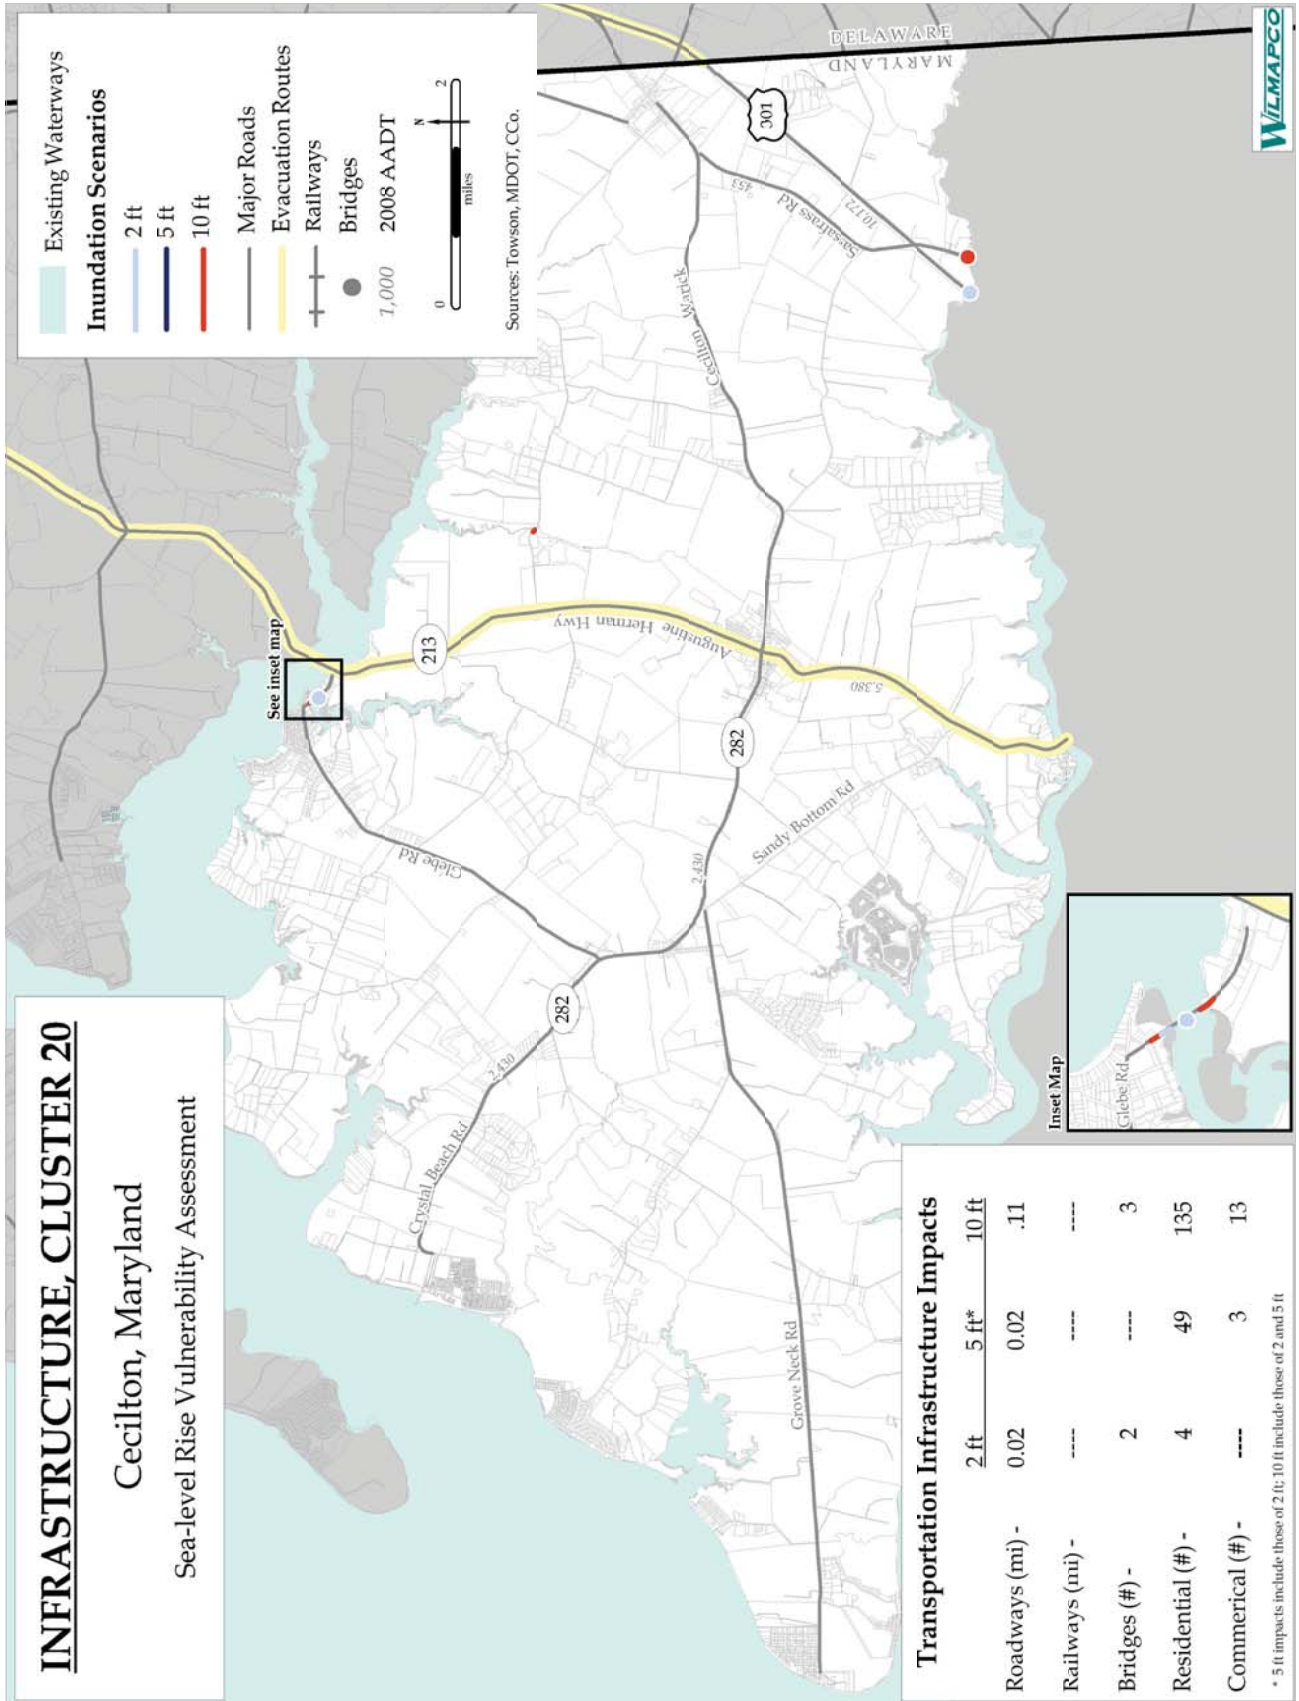 INFRASTRUCTURE, CLUSTER 20
Cecilton, Maryland
Sea-level Rise Vulnerability Assessment
Existing Waterways
Inundation Scenarios
2 ft
5 ft
10 ft
Major Roads
Evacuation Routes
Railways
Bridges
1,000 2008 AADT
0 2
miles
N
Sources: Towson, MDOT, CCo.
DELAWARE
MARYLAND
301
453
Sassafrass Rd
10,172
Cecilton - Warick
See inset map
213
Augustine Herman Hwy
5,380
282
Glebe Rd
2,430
Sandy Bottom Rd
282
2,430
Crystal Beach Rd
Grove Neck Rd
Inset Map
Glebe Rd
Transportation Infrastructure Impacts
2 ft 5 ft* 10 ft
Roadways (mi) - 0.02 0.02 .11
Railways (mi) - ---- ---- ----
Bridges (#) - 2 ---- 3
Residential (#) - 4 49 135
Commerical (#) - ---- 3 13
* 5 ft impacts include those of 2 ft; 10 ft include those of 2 and 5 ft
WILMAPCO